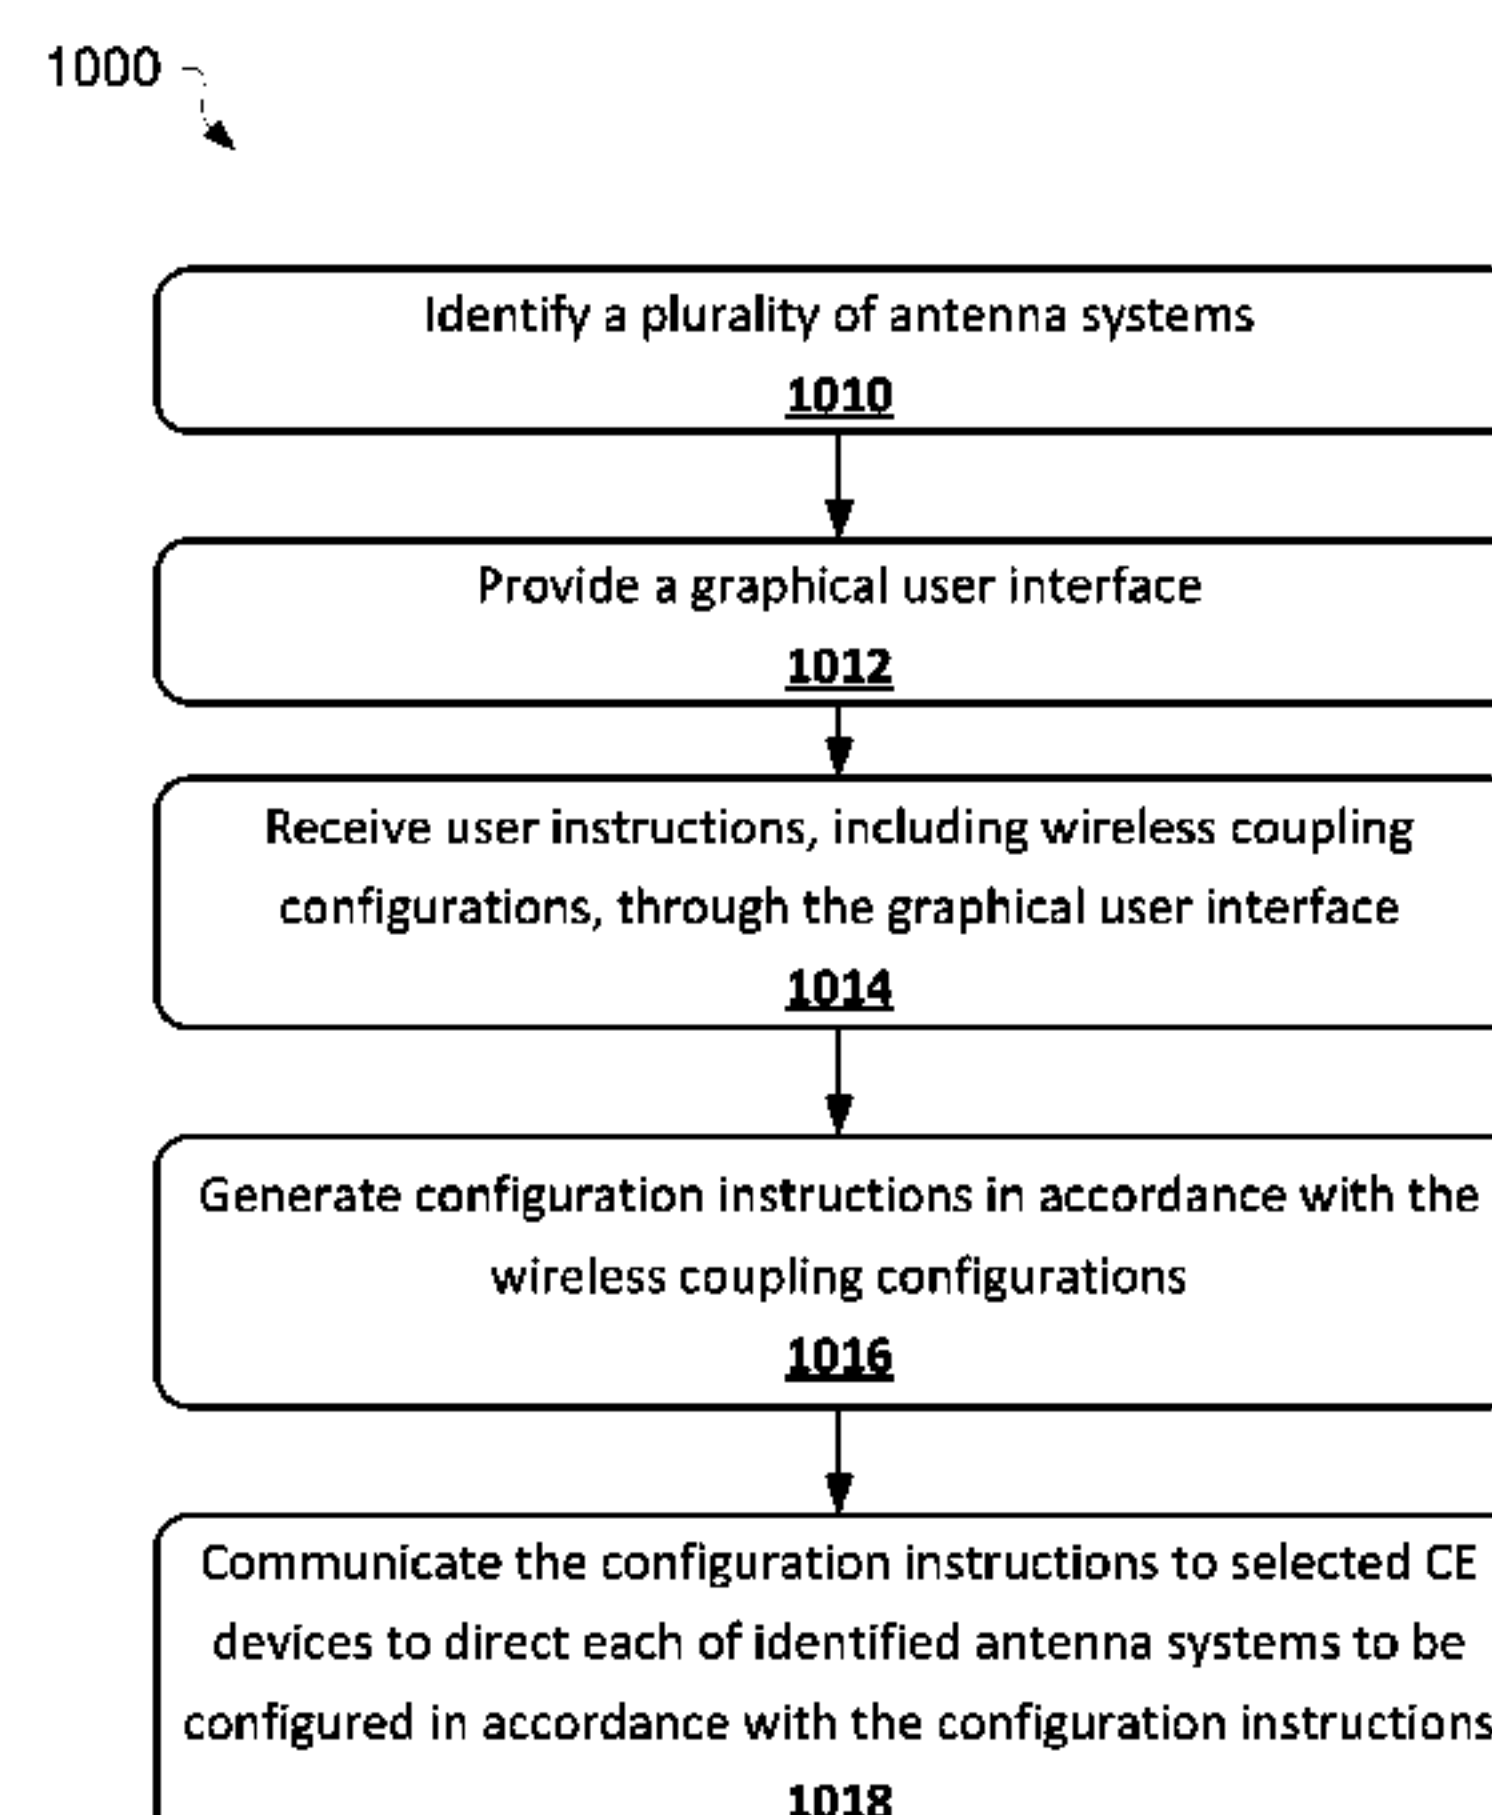 1000
Identify a plurality of antenna systems
1010
Provide a graphical user interface
1012
Receive user instructions, including wireless coupling
configurations, through the graphical user interface
1014
Generate configuration instructions in accordance with the
wireless coupling configurations
1016
Communicate the configuration instructions to selected CE
devices to direct each of identified antenna systems to be
configured in accordance with the configuration instructions
1018